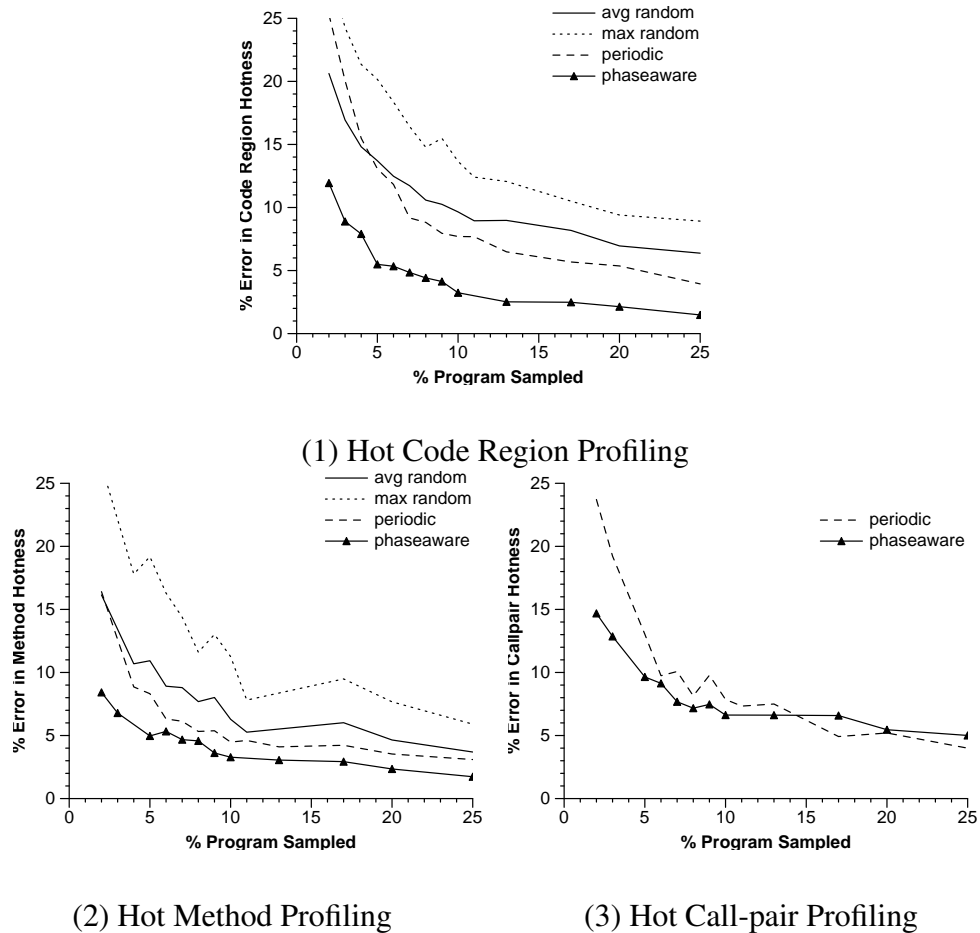 avg random
max random
periodic
phaseaware
% Error in Code Region Hotness
25
20
15
10
5
0
0 5 10 15 20 25
% Program Sampled
(1) Hot Code Region Profiling
avg random
max random
periodic
phaseaware
% Error in Method Hotness
25
20
15
10
5
0
0 5 10 15 20 25
% Program Sampled
periodic
phaseaware
% Error in Callpair Hotness
25
20
15
10
5
0
0 5 10 15 20 25
% Program Sampled
(2) Hot Method Profiling
(3) Hot Call-pair Profiling